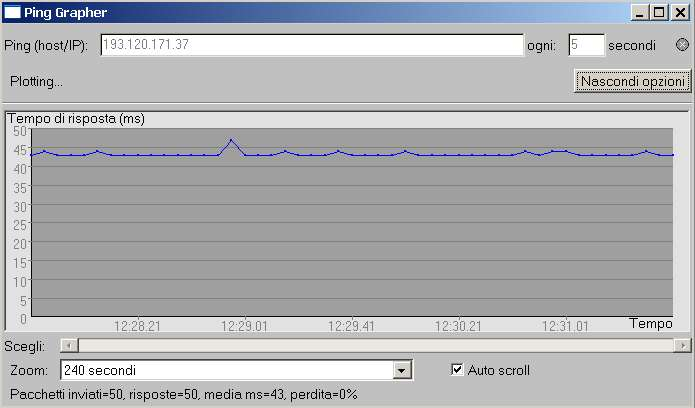 Ping Grapher
Ping (host/IP): 193.120.171.37 ogni: 5 secondi
Plotting... Nascondi opzioni
Tempo di risposta (ms)
50
45
40
35
30
25
20
15
10
5
0
12:28.21 12:29.01 12:29.41 12:30.21 12:31.01 Tempo
Scegli:
Zoom: 240 secondi Auto scroll
Pacchetti inviati=50, risposte=50, media ms=43, perdita=0%